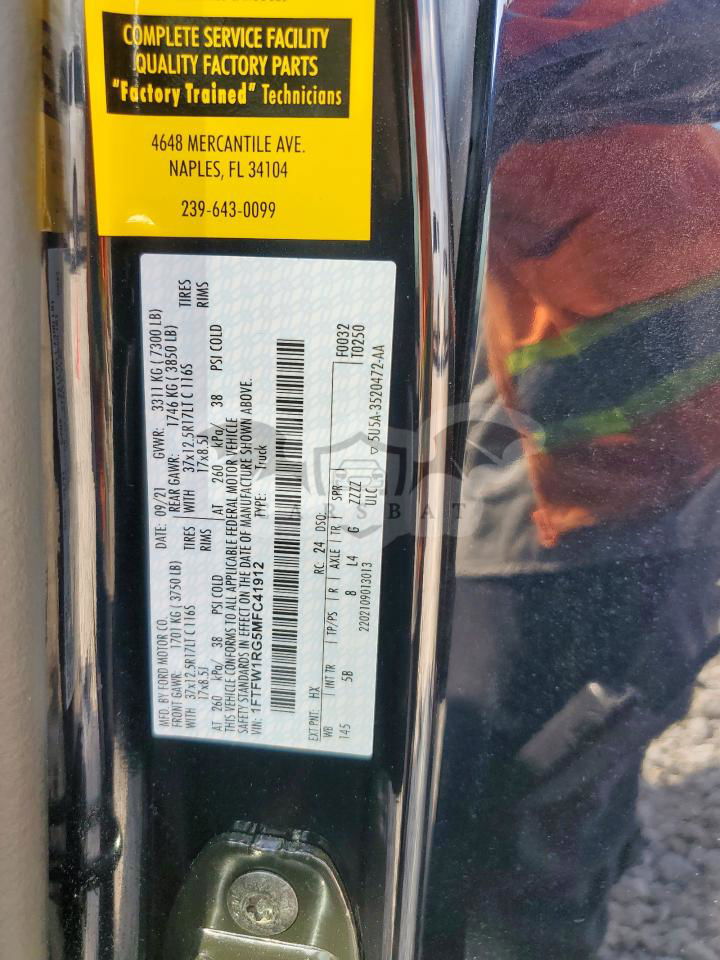 COMPLETE SERVICE FACILITY
QUALITY FACTORY PARTS
"Factory Trained" Technicians
4648 MERCANTILE AVE.
NAPLES, FL 34104
239-643-0099
MFD. BY FORD MOTOR CO.
DATE: 09/21 GVWR: 3311 KG ( 7300 LB)
FRONT GAWR: 1701 KG ( 3750 LB) REAR GAWR: 1746 KG ( 3850 LB)
WITH 37x12.5R17LT C 116S TIRES WITH 37x12.5R17LT C 116S TIRES
17x8.5J RIMS 17x8.5J RIMS
AT 260 kPa/ 38 PSI COLD AT 260 kPa/ 38 PSI COLD
THIS VEHICLE CONFORMS TO ALL APPLICABLE FEDERAL MOTOR VEHICLE
SAFETY STANDARDS IN EFFECT ON THE DATE OF MANUFACTURE SHOWN ABOVE.
VIN: 1FTFW1RG5MFC41912 TYPE: Truck
EXT PNT: HX RC: 24 DSO: F0032
WB INT TR TP/PS R AXLE TR SPR T0250
145 5B 8 L4 G ZZZZ
2202109013013 ULC 5U5A-3520472-AA
CARSBAT